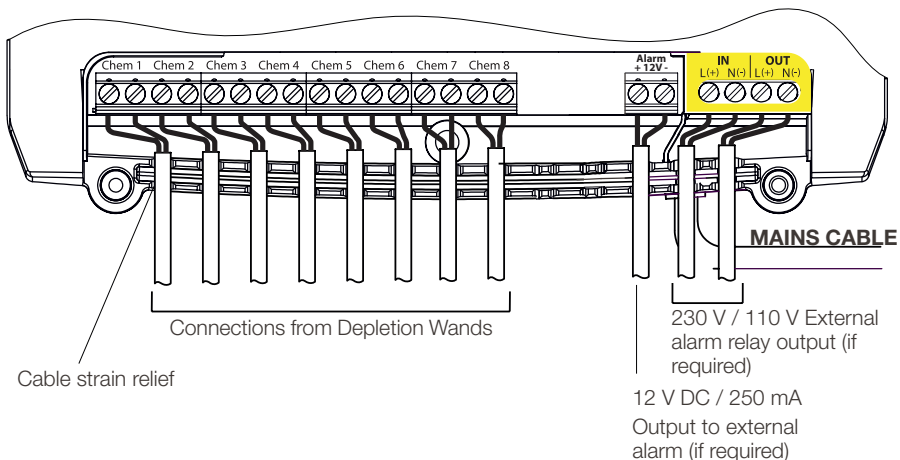 Chem 1 Chem 2 Chem 3 Chem 4 Chem 5 Chem 6 Chem 7 Chem 8
Alarm
+ 12V -
IN OUT
L(+) N(-) L(+) N(-)
MAINS CABLE
Connections from Depletion Wands
Cable strain relief
230 V / 110 V External
alarm relay output (if
required)
12 V DC / 250 mA
Output to external
alarm (if required)